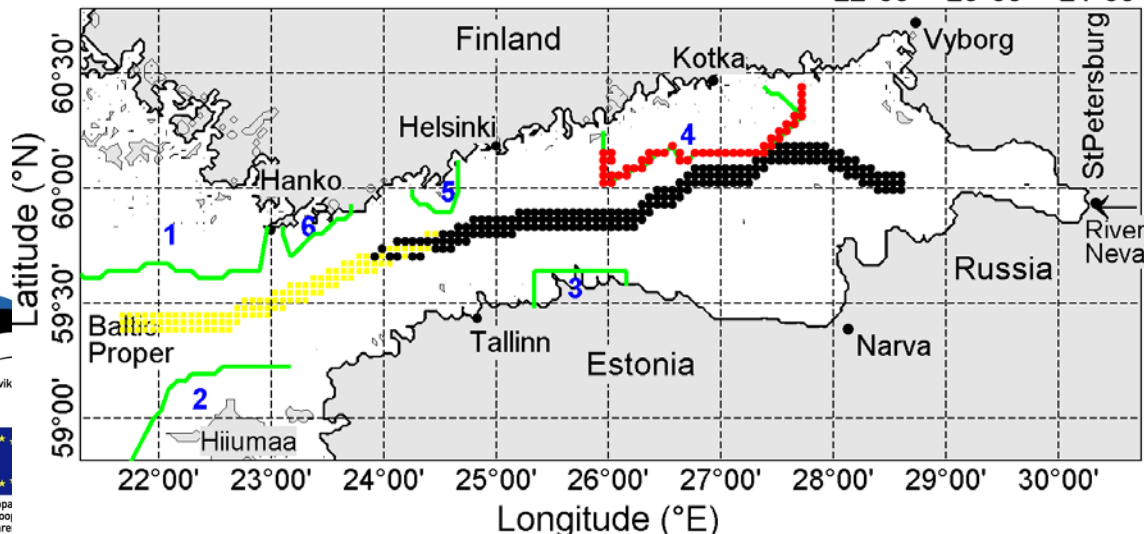 Finland
Kotka
Vyborg
StPetersburg
Helsinki
Hanko
4
5
6
1
3
2
River
Neva
Russia
Baltic
Proper
Tallinn
Narva
Estonia
Hiiumaa
60°30'
60°00'
59°30'
59°00'
Latitude (°N)
22°00' 23°00' 24°00' 25°00' 26°00' 27°00' 28°00' 29°00' 30°00'
Longitude (°E)